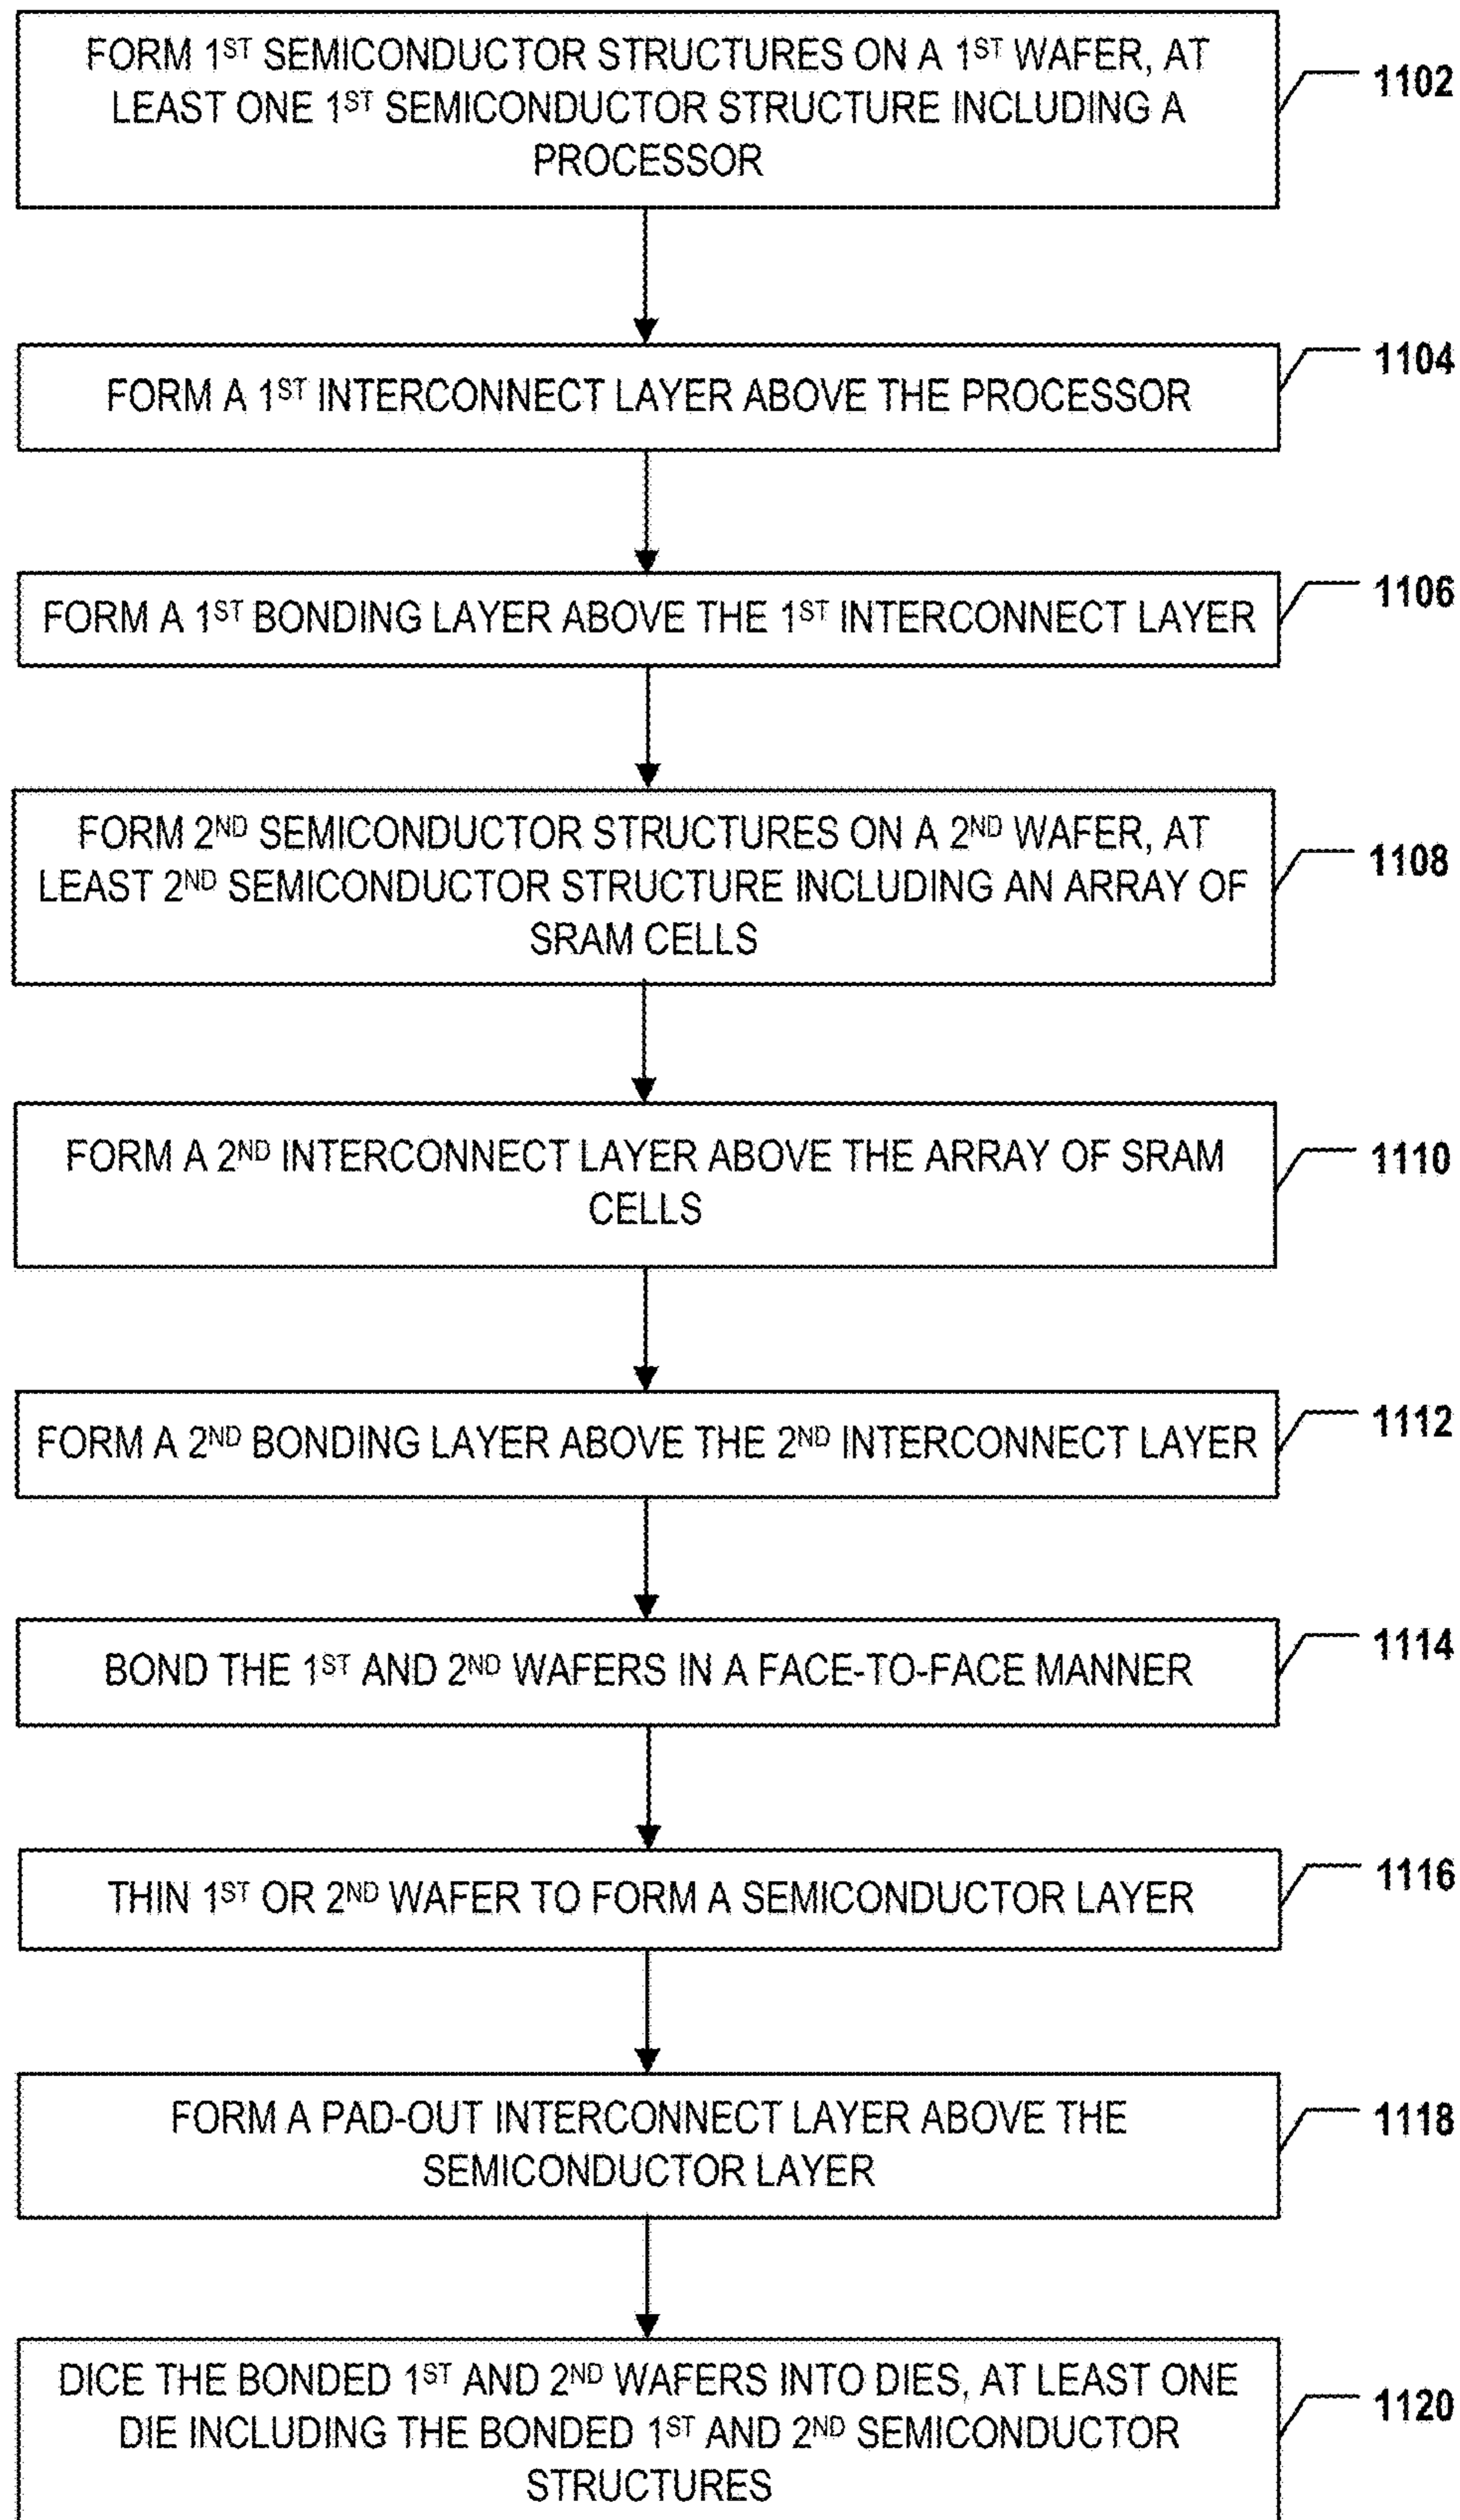 FORM 1ST SEMICONDUCTOR STRUCTURES ON A 1ST WAFER, AT
LEAST ONE 1ST SEMICONDUCTOR STRUCTURE INCLUDING A
PROCESSOR
1102
FORM A 1ST INTERCONNECT LAYER ABOVE THE PROCESSOR
1104
FORM A 1ST BONDING LAYER ABOVE THE 1ST INTERCONNECT LAYER
1106
FORM 2ND SEMICONDUCTOR STRUCTURES ON A 2ND WAFER, AT
LEAST 2ND SEMICONDUCTOR STRUCTURE INCLUDING AN ARRAY OF
SRAM CELLS
1108
FORM A 2ND INTERCONNECT LAYER ABOVE THE ARRAY OF SRAM
CELLS
1110
FORM A 2ND BONDING LAYER ABOVE THE 2ND INTERCONNECT LAYER
1112
BOND THE 1ST AND 2ND WAFERS IN A FACE-TO-FACE MANNER
1114
THIN 1ST OR 2ND WAFER TO FORM A SEMICONDUCTOR LAYER
1116
FORM A PAD-OUT INTERCONNECT LAYER ABOVE THE
SEMICONDUCTOR LAYER
1118
DICE THE BONDED 1ST AND 2ND WAFERS INTO DIES, AT LEAST ONE
DIE INCLUDING THE BONDED 1ST AND 2ND SEMICONDUCTOR
STRUCTURES
1120